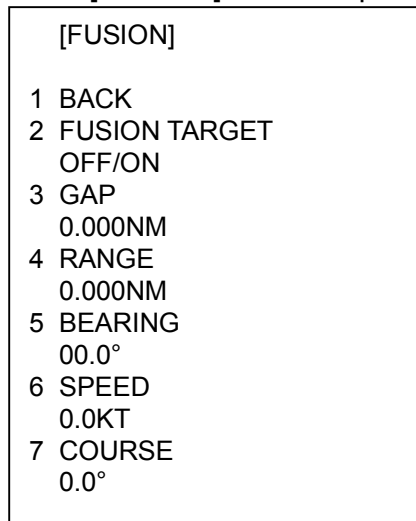 [FUSION]
1 BACK
2 FUSION TARGET
OFF/ON
3 GAP
0.000NM
4 RANGE
0.000NM
5 BEARING
00.0°
6 SPEED
0.0KT
7 COURSE
0.0°